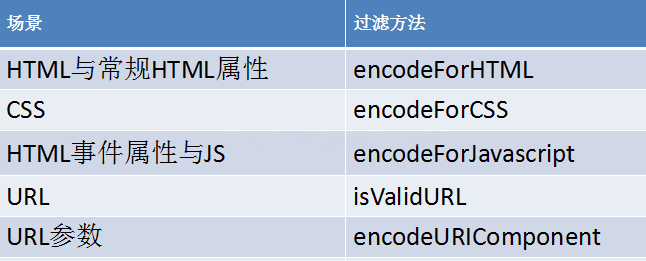 场景 过滤方法
HTML与常规HTML属性 encodeForHTML
CSS encodeForCSS
HTML事件属性与JS encodeForJavascript
URL isValidURL
URL参数 encodeURIComponent